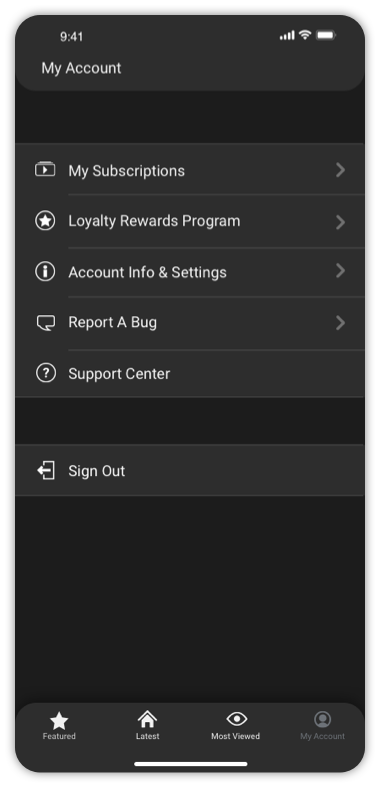 9:41
My Account
My Subscriptions
Loyalty Rewards Program
Account Info & Settings
Report A Bug
Support Center
Sign Out
Featured
Latest
Most Viewed
My Account